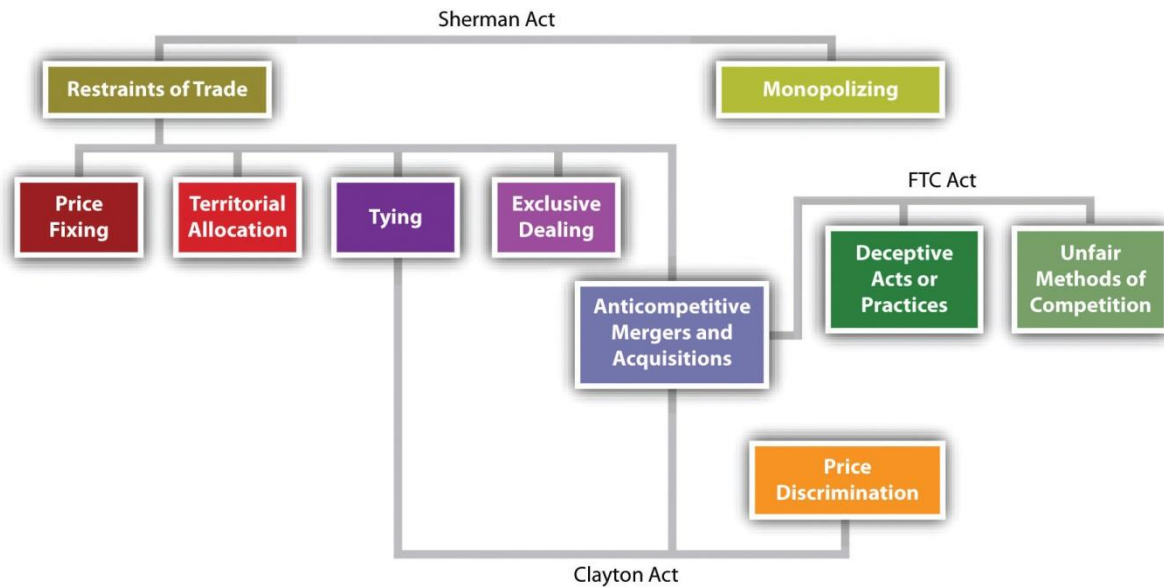 Sherman Act
Restraints of Trade
Monopolizing
FTC Act
Price
Fixing
Territorial
Allocation
Tying
Exclusive
Dealing
Deceptive
Acts or
Practices
Unfair
Methods of
Competition
Anticompetitive
Mergers and
Acquisitions
Price
Discrimination
Clayton Act